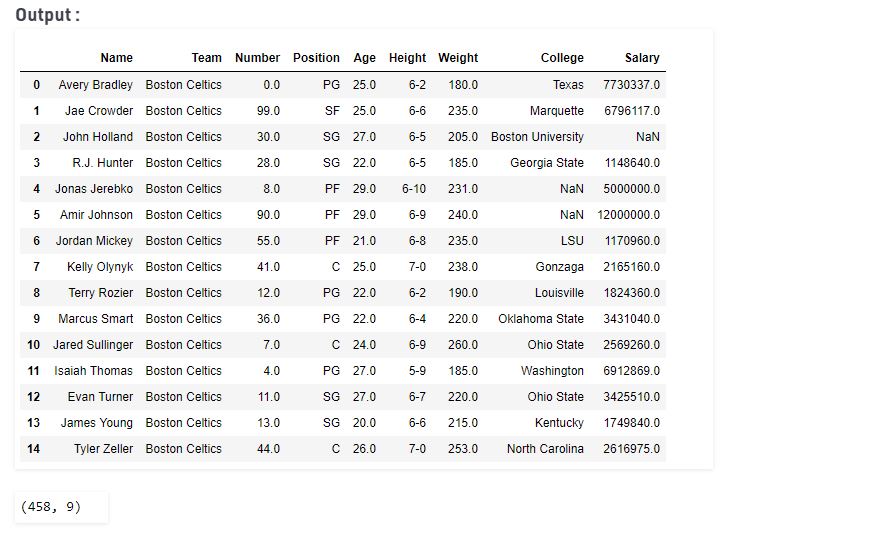 Output :
Name Team Number Position Age Height Weight College Salary
0 Avery Bradley Boston Celtics 0.0 PG 25.0 6-2 180.0 Texas 7730337.0
1 Jae Crowder Boston Celtics 99.0 SF 25.0 6-6 235.0 Marquette 6796117.0
2 John Holland Boston Celtics 30.0 SG 27.0 6-5 205.0 Boston University NaN
3 R.J. Hunter Boston Celtics 28.0 SG 22.0 6-5 185.0 Georgia State 1148640.0
4 Jonas Jerebko Boston Celtics 8.0 PF 29.0 6-10 231.0 NaN 5000000.0
5 Amir Johnson Boston Celtics 90.0 PF 29.0 6-9 240.0 NaN 12000000.0
6 Jordan Mickey Boston Celtics 55.0 PF 21.0 6-8 235.0 LSU 1170960.0
7 Kelly Olynyk Boston Celtics 41.0 C 25.0 7-0 238.0 Gonzaga 2165160.0
8 Terry Rozier Boston Celtics 12.0 PG 22.0 6-2 190.0 Louisville 1824360.0
9 Marcus Smart Boston Celtics 36.0 PG 22.0 6-4 220.0 Oklahoma State 3431040.0
10 Jared Sullinger Boston Celtics 7.0 C 24.0 6-9 260.0 Ohio State 2569260.0
11 Isaiah Thomas Boston Celtics 4.0 PG 27.0 5-9 185.0 Washington 6912869.0
12 Evan Turner Boston Celtics 11.0 SG 27.0 6-7 220.0 Ohio State 3425510.0
13 James Young Boston Celtics 13.0 SG 20.0 6-6 215.0 Kentucky 1749840.0
14 Tyler Zeller Boston Celtics 44.0 C 26.0 7-0 253.0 North Carolina 2616975.0
(458, 9)